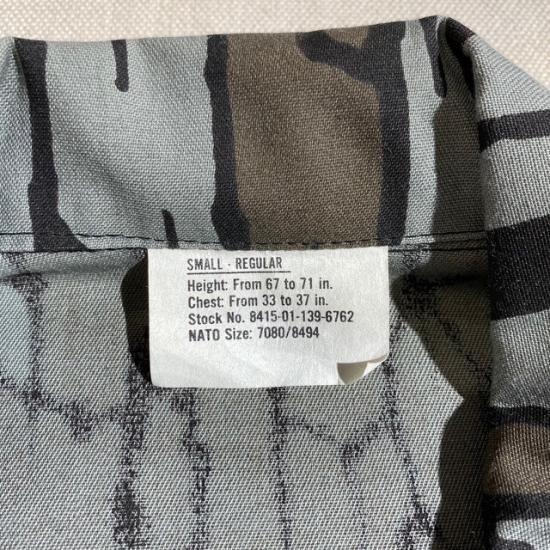 SMALL - REGULAR
Height: From 67 to 71 in.
Chest: From 33 to 37 in.
Stock No. 8415-01-139-6762
NATO Size: 7080/8494